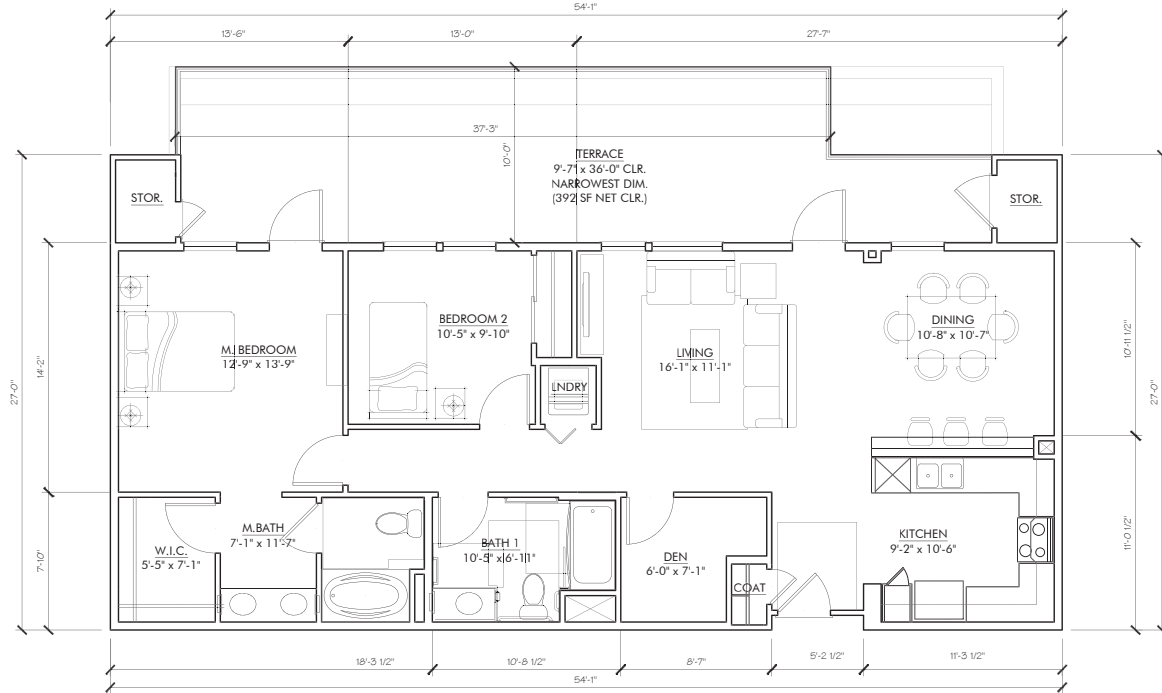 54'-1"
13'-6"
13'-0"
27'-7"
37'-3"
10'-0"
TERRACE
9'-7" x 36'-0" CLR.
NARROWEST DIM.
(392 SF NET CLR.)
STOR.
STOR.
27'-0"
14'-2"
7'-10"
M. BEDROOM
12'-9" x 13'-9"
BEDROOM 2
10'-5" x 9'-10"
LNDRY
LIVING
16'-1" x 11'-1"
DINING
10'-8" x 10'-7"
10'-11 1/2"
27'-0"
11'-0 1/2"
W.I.C.
5'-5" x 7'-1"
M.BATH
7'-1" x 11'-7"
BATH 1
10'-5" x 6'-11"
DEN
6'-0" x 7'-1"
COAT
KITCHEN
9'-2" x 10'-6"
18'-3 1/2"
10'-8 1/2"
8'-7"
5'-2 1/2"
11'-3 1/2"
54'-1"